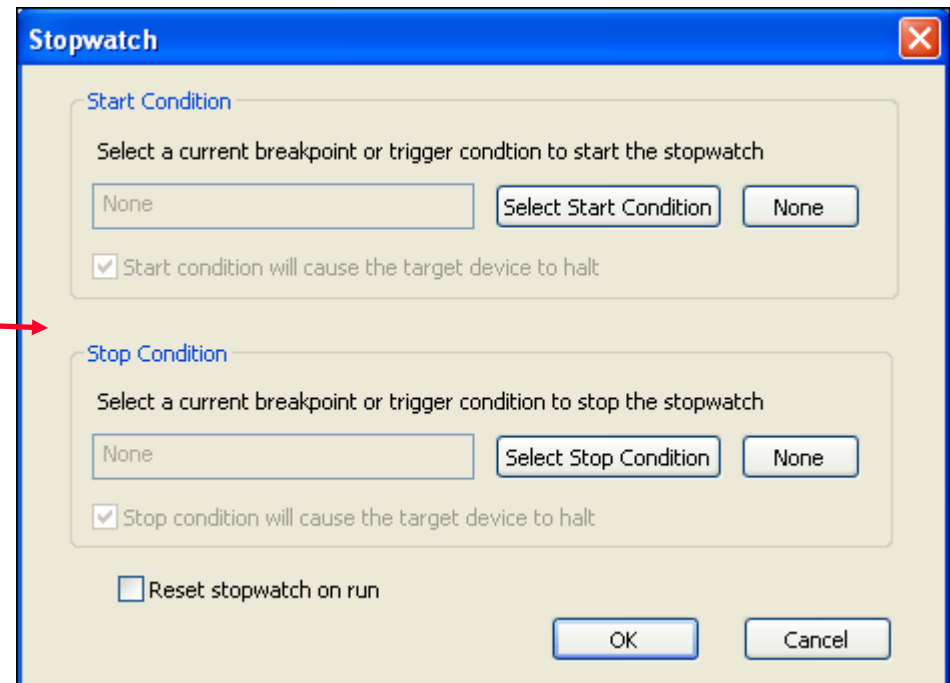 Stopwatch
Start Condition
Select a current breakpoint or trigger condtion to start the stopwatch
None
Select Start Condition
None
Start condition will cause the target device to halt
Stop Condition
Select a current breakpoint or trigger condition to stop the stopwatch
None
Select Stop Condition
None
Stop condition will cause the target device to halt
Reset stopwatch on run
OK
Cancel